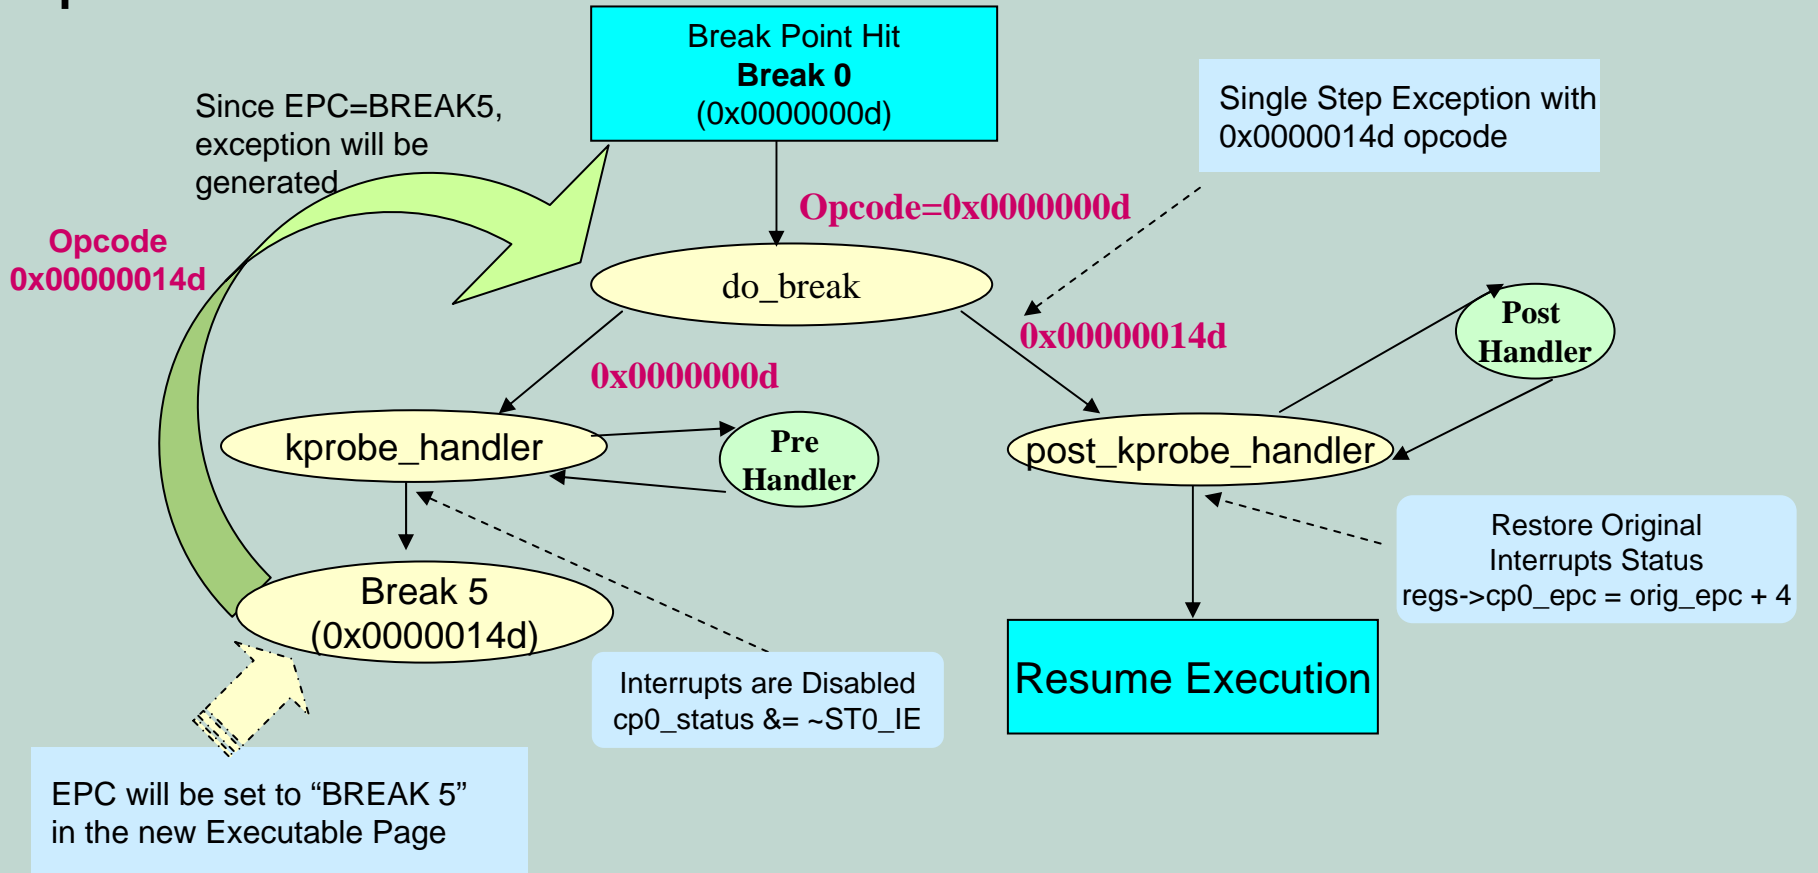 Break Point Hit
Break 0
(0x0000000d)
Since EPC=BREAK5,
exception will be
generated
Single Step Exception with
0x0000014d opcode
Opcode=0x0000000d
Opcode
0x00000014d
do_break
0x00000014d
Post
Handler
0x0000000d
kprobe_handler
Pre
Handler
post_kprobe_handler
Restore Original
Interrupts Status
regs->cp0_epc = orig_epc + 4
Break 5
(0x0000014d)
Interrupts are Disabled
cp0_status &= ~ST0_IE
Resume Execution
EPC will be set to “BREAK 5”
in the new Executable Page